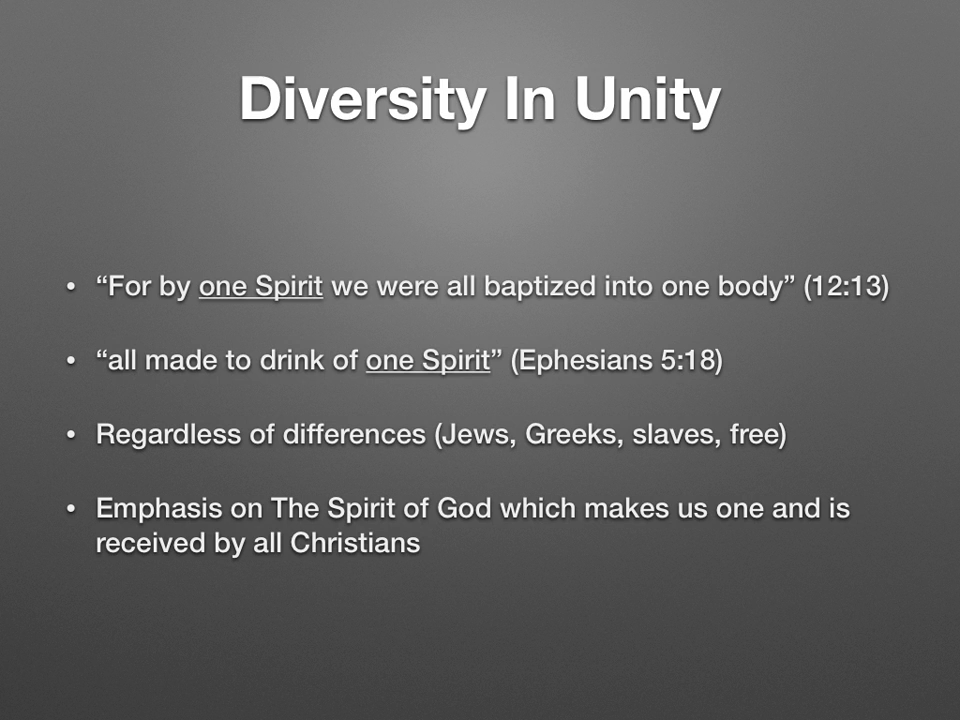 Diversity In Unity
• “For by one Spirit we were all baptized into one body” (12:13)
• “all made to drink of one Spirit” (Ephesians 5:18)
• Regardless of differences (Jews, Greeks, slaves, free)
• Emphasis on The Spirit of God which makes us one and is
received by all Christians